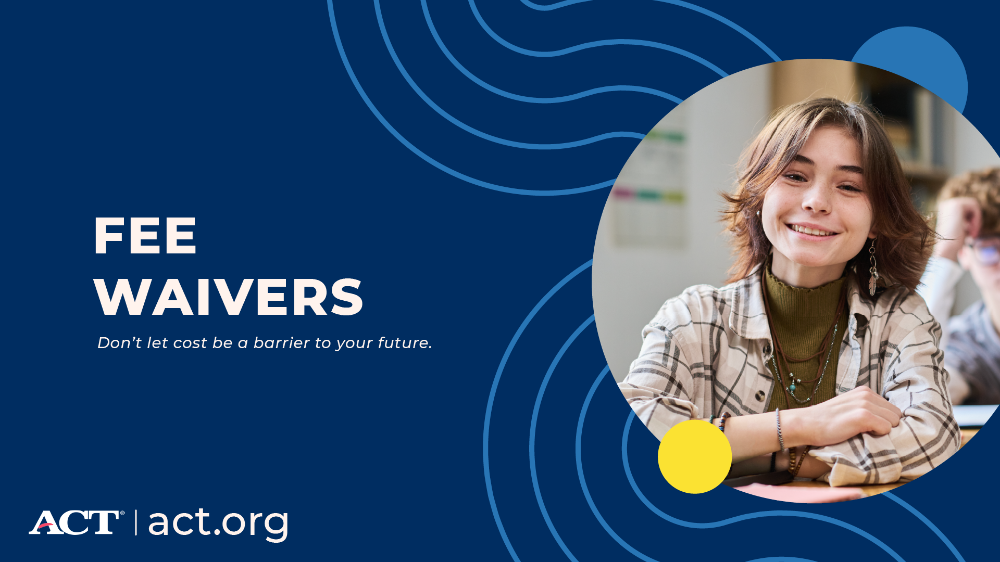 FEE
WAIVERS
Don’t let cost be a barrier to your future.
ACT® | act.org